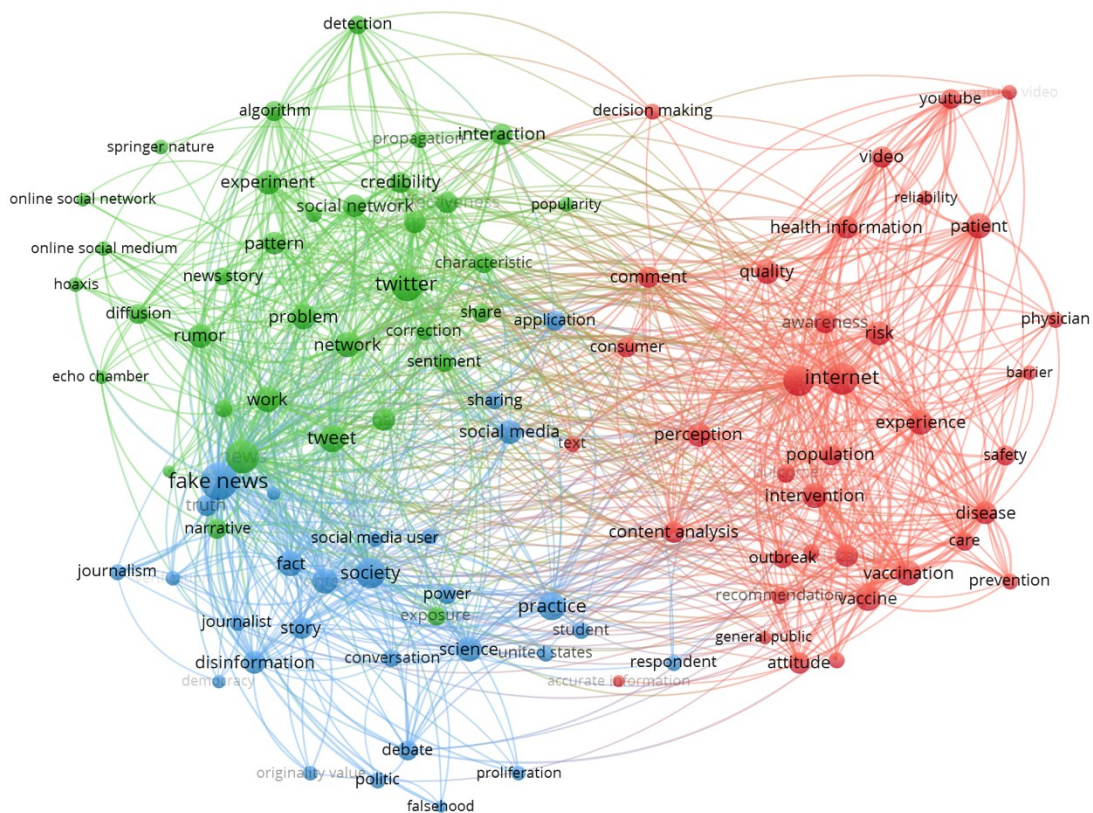 detection
youtube
youtube video
algorithm
decision making
propagation
interaction
springer nature
video
experiment
credibility
online social network
social network
popularity
reliability
health information
patient
online social medium
pattern
characteristic
news story
comment
quality
hoaxis
twitter
diffusion
problem
share
application
awareness
physician
rumor
correction
risk
network
consumer
sentiment
echo chamber
internet
barrier
work
sharing
experience
tweet
social media
text
perception
population
safety
news
fake news
intervention
truth
disease
narrative
content analysis
social media user
care
outbreak
journalism
fact
society
vaccination
prevention
power
recommendation
vaccine
practice
exposure
journalist
story
student
general public
science
united states
disinformation
conversation
respondent
attitude
democracy
accurate information
debate
originality value
politic
proliferation
falsehood